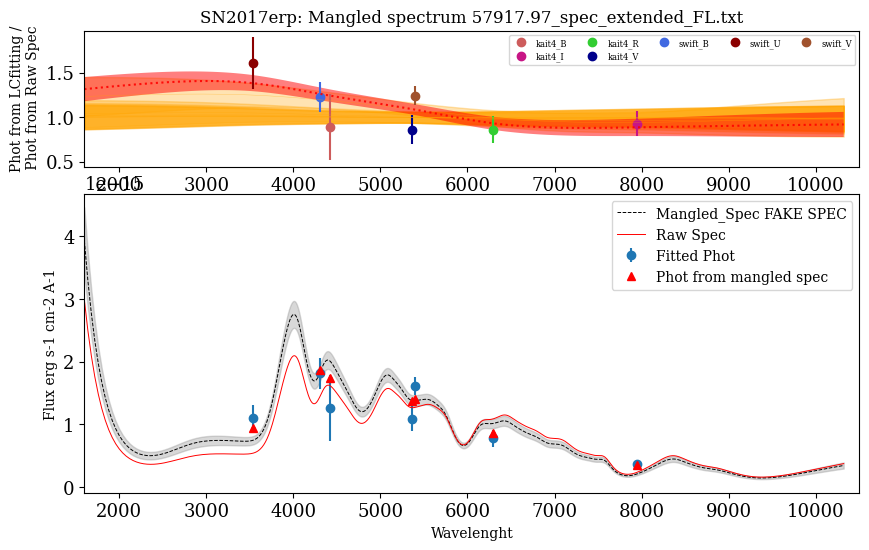 SN2017erp: Mangled spectrum 57917.97_spec_extended_FL.txt
Phot from LCfitting /
Phot from Raw Spec
kait4_B kait4_R swift_B swift_U swift_V
kait4_I kait4_V
1.5
1.0
0.5
2000 3000 4000 5000 6000 7000 8000 9000 10000
1e−15
Mangled_Spec FAKE SPEC
Raw Spec
Fitted Phot
Phot from mangled spec
Flux erg s-1 cm-2 A-1
4
3
2
1
0
2000 3000 4000 5000 6000 7000 8000 9000 10000
Wavelenght